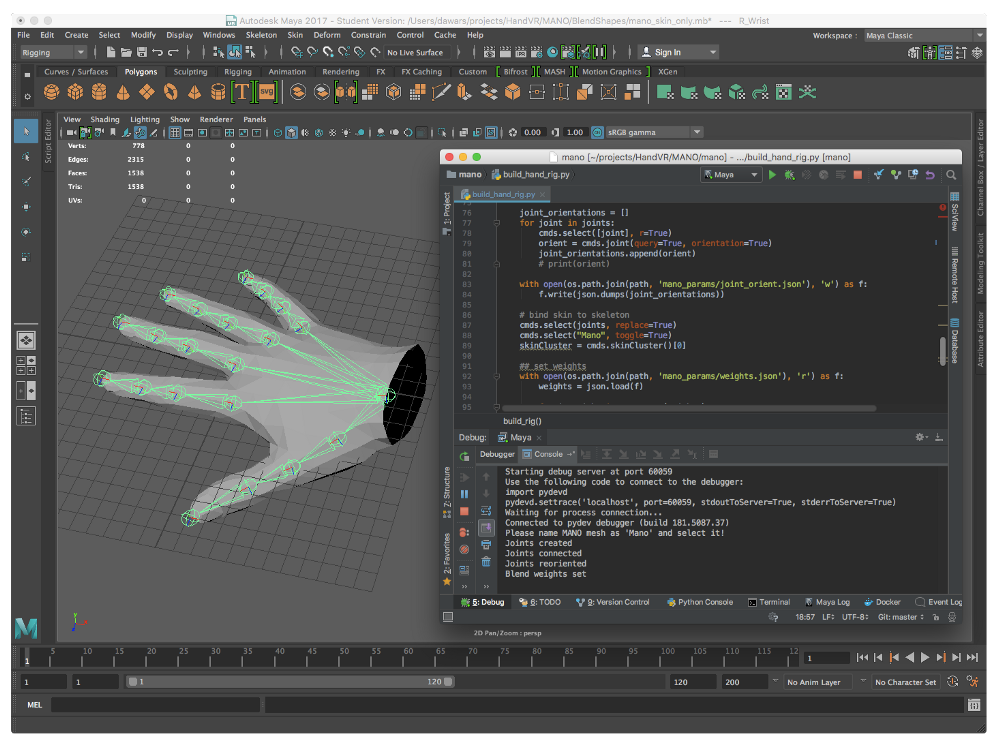 Autodesk Maya 2017 - Student Version: /Users/dawars/projects/HandVR/MANO/BlendShapes/mano_skin_only.mb* --- R_Wrist
File Edit Create Select Modify Display Windows Skeleton Skin Deform Constrain Control Cache Help
Workspace : Maya Classic
Rigging
No Live Surface
Sign In
Curves / Surfaces Polygons Sculpting Rigging Animation Rendering FX FX Caching Custom Bifrost MASH Motion Graphics XGen
T
SVG
View Shading Lighting Show Renderer Panels
0.00 1.00 sRGB gamma
Script Editor
Channel Box / Layer Editor
Modeling Toolkit
Attribute Editor
Verts: 778 0 0
Edges: 2315 0 0
Faces: 1538 0 0
Tris: 1538 0 0
UVs: 0 0 0
mano [~/projects/HandVR/MANO/mano] - .../build_hand_rig.py [mano]
mano build_hand_rig.py
Maya
build_hand_rig.py
1: Project
SciView
Remote Host
Database
76 joint_orientations = []
77 for joint in joints:
78 cmds.select([joint], r=True)
79 orient = cmds.joint(query=True, orientation=True)
80 joint_orientations.append(orient)
81 # print(orient)
82
83 with open(os.path.join(path, 'mano_params/joint_orient.json'), 'w') as f:
84 f.write(json.dumps(joint_orientations))
85
86 # bind skin to skeleton
87 cmds.select(joints, replace=True)
88 cmds.select("Mano", toggle=True)
89 skinCluster = cmds.skinCluster()[0]
90
91 ## set weights
92 with open(os.path.join(path, 'mano_params/weights.json'), 'r') as f:
93 weights = json.load(f)
94
95
build_rig()
Debug: Maya
Debugger Console
Z: Structure
2: Favorites
Starting debug server at port 60059
Use the following code to connect to the debugger:
import pydevd
pydevd.settrace('localhost', port=60059, stdoutToServer=True, stderrToServer=True)
Waiting for process connection...
Connected to pydev debugger (build 181.5087.37)
Please name MANO mesh as 'Mano' and select it!
Joints created
Joints connected
Joints reoriented
Blend weights set
5: Debug 6: TODO 9: Version Control Python Console Terminal Maya Log Docker Event Log
18:57 LF÷ UTF-8÷ Git: master÷
2D Pan/Zoom : persp
y
M
1 5 10 15 20 25 30 35 40 45 50 55 60 65 70 75 80 85 90 95 100 105 110 115 12
1
1 1 1 120 120 200 No Anim Layer No Character Set
MEL